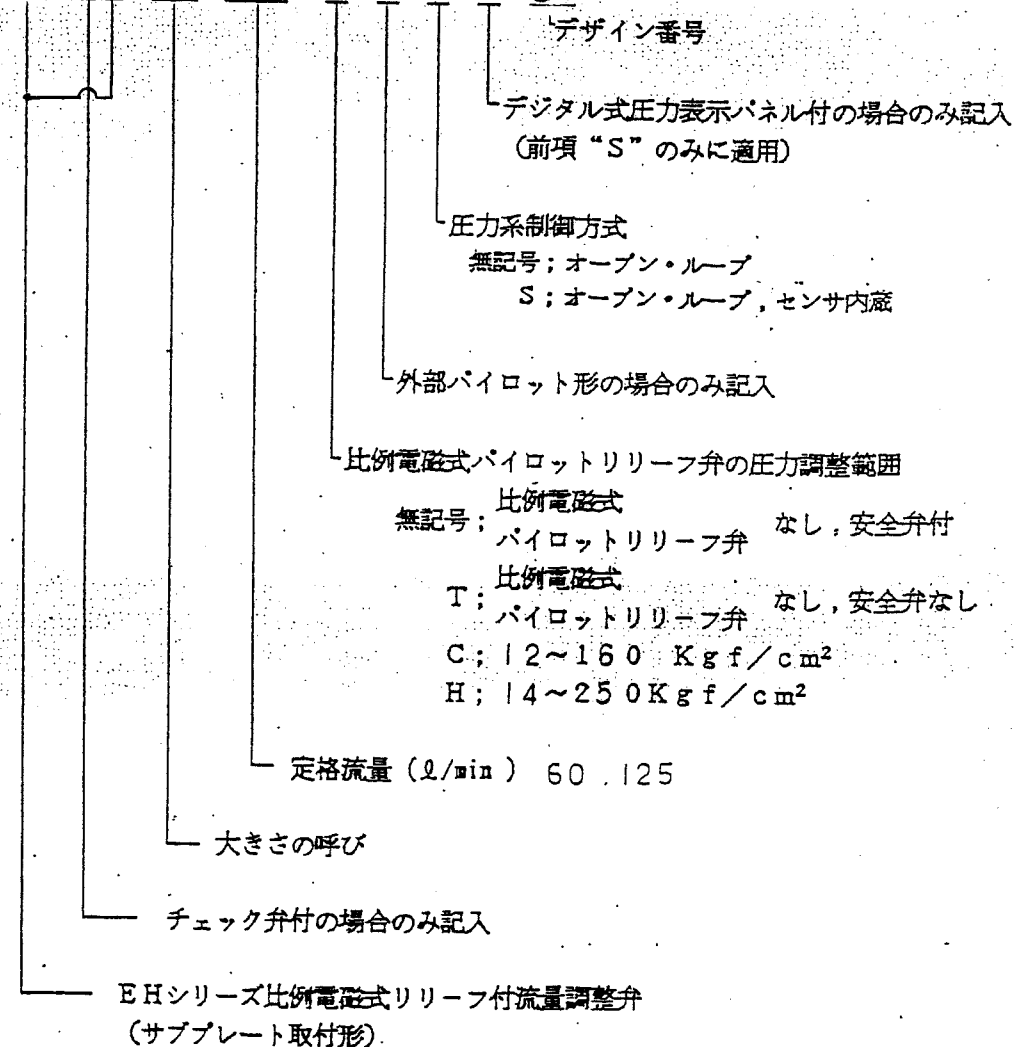 デザイン番号
デジタル式圧力表示パネル付の場合のみ記入
(前項“S”のみに適用)
圧力系制御方式
無記号;オープン・ループ
S;オープン・ループ,センサ内蔵
外部パイロット形の場合のみ記入
比例電磁式パイロットリリーフ弁の圧力調整範囲
無記号;比例電磁式パイロットリリーフ弁 なし,安全弁付
T;比例電磁式パイロットリリーフ弁 なし,安全弁なし
C;12~160 Kgf/cm²
H;14~250Kgf/cm²
定格流量(ℓ/min) 60.125
大きさの呼び
チェック弁付の場合のみ記入
EHシリーズ比例電磁式リリーフ付流量調整弁
(サブプレート取付形)